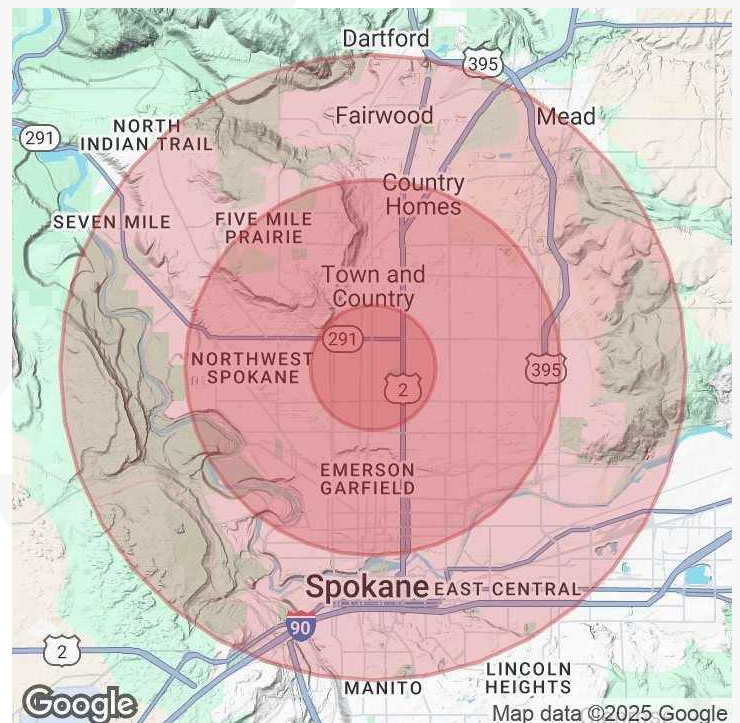 Dartford
395
Fairwood
Mead
291
NORTH
INDIAN TRAIL
Country
Homes
SEVEN MILE
FIVE MILE
PRAIRIE
Town and
Country
291
NORTHWEST
SPOKANE
395
2
EMERSON
GARFIELD
Spokane
EAST CENTRAL
90
2
LINCOLN
HEIGHTS
MANITO
Google
Map data ©2025 Google